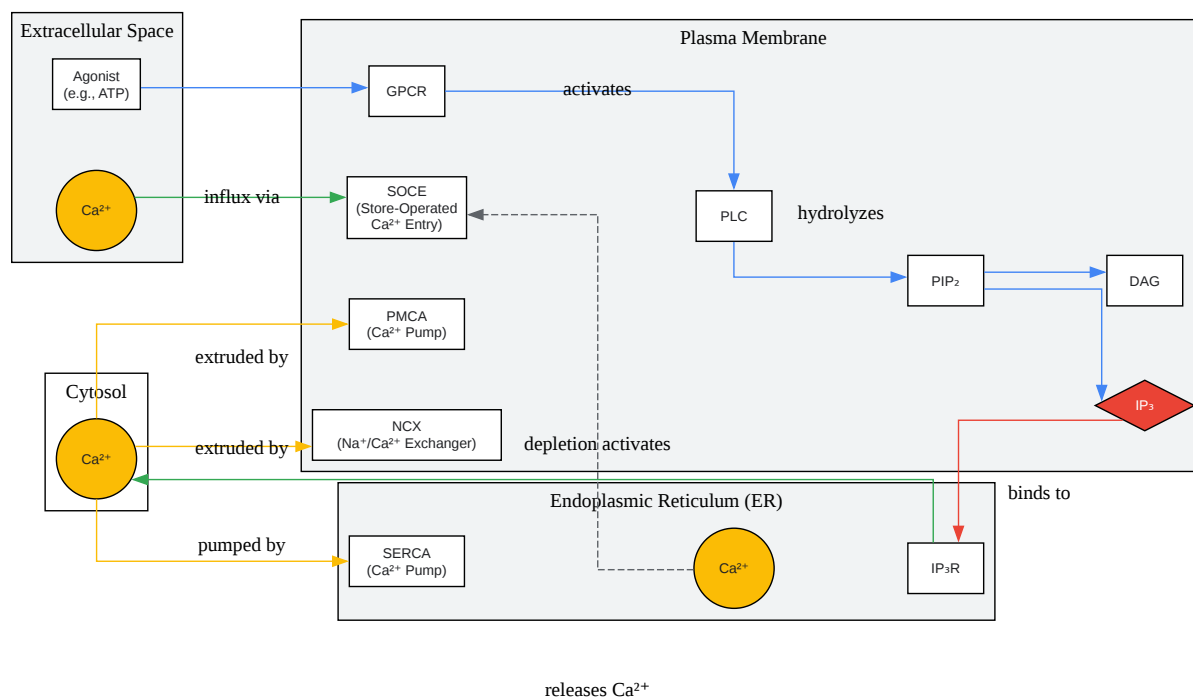 Extracellular Space
Plasma Membrane
Agonist
(e.g., ATP)
GPCR
activates
Ca²⁺
influx via
SOCE
(Store-Operated
Ca²⁺ Entry)
PLC
hydrolyzes
PIP₂
DAG
PMCA
(Ca²⁺ Pump)
extruded by
Cytosol
IP₃
NCX
(Na⁺/Ca²⁺ Exchanger)
extruded by
depletion activates
Ca²⁺
Endoplasmic Reticulum (ER)
binds to
pumped by
SERCA
(Ca²⁺ Pump)
Ca²⁺
IP₃R
releases Ca²⁺